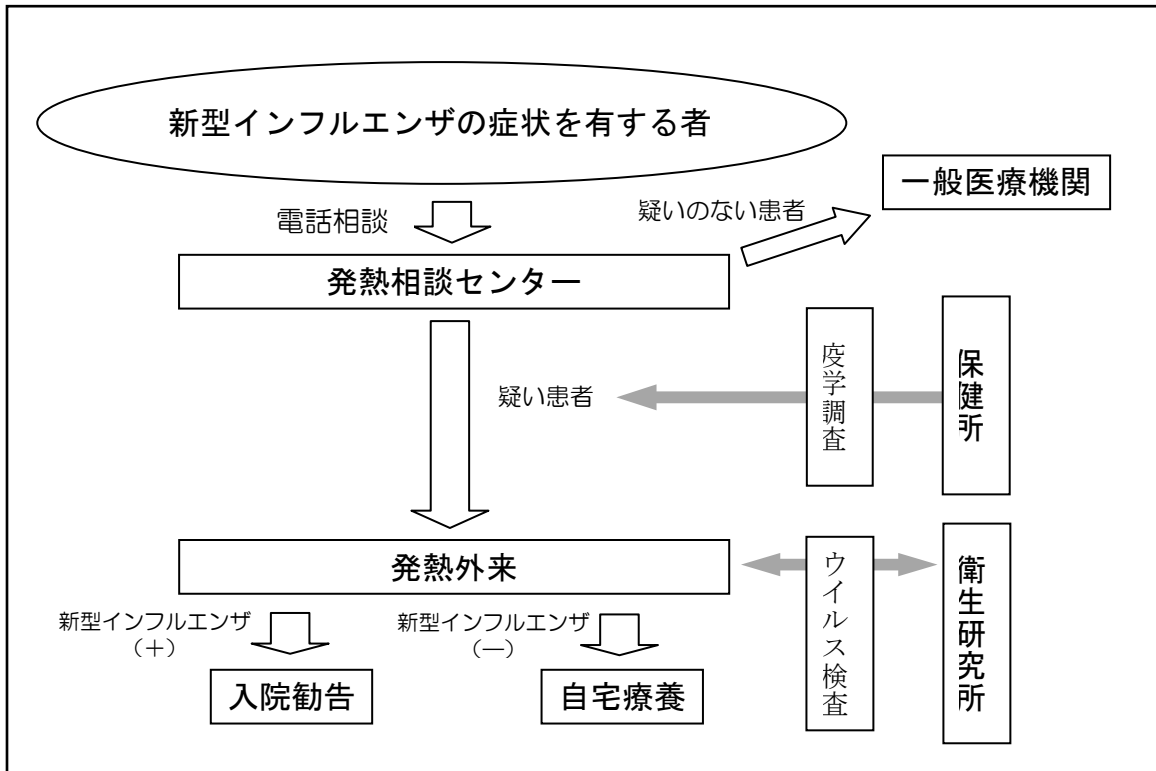 新型インフルエンザの症状を有する者
一般医療機関
電話相談
疑いのない患者
発熱相談センター
疑い患者
疫学調査
保健所
発熱外来
ウイルス検査
衛生研究所
新型インフルエンザ
（＋）
新型インフルエンザ
（―）
入院勧告
自宅療養